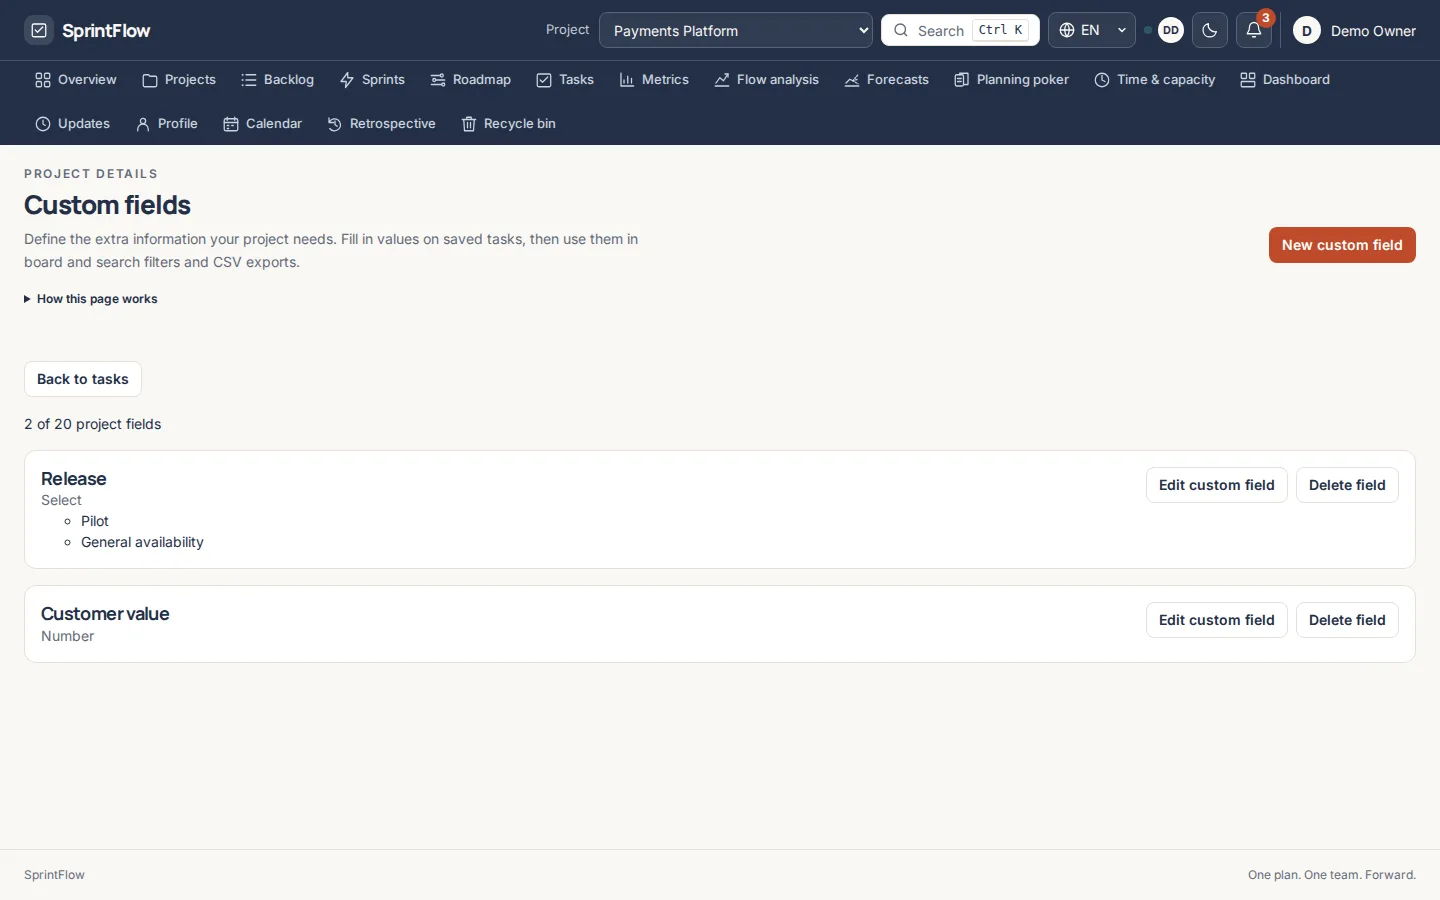 SprintFlow
Project
Payments Platform
Search Ctrl K
EN
DD
3
D
Demo Owner
Overview
Projects
Backlog
Sprints
Roadmap
Tasks
Metrics
Flow analysis
Forecasts
Planning poker
Time & capacity
Dashboard
Updates
Profile
Calendar
Retrospective
Recycle bin
PROJECT DETAILS
Custom fields
Define the extra information your project needs. Fill in values on saved tasks, then use them in
board and search filters and CSV exports.
New custom field
How this page works
Back to tasks
2 of 20 project fields
Release
Select
Pilot
General availability
Edit custom field
Delete field
Customer value
Number
Edit custom field
Delete field
SprintFlow
One plan. One team. Forward.